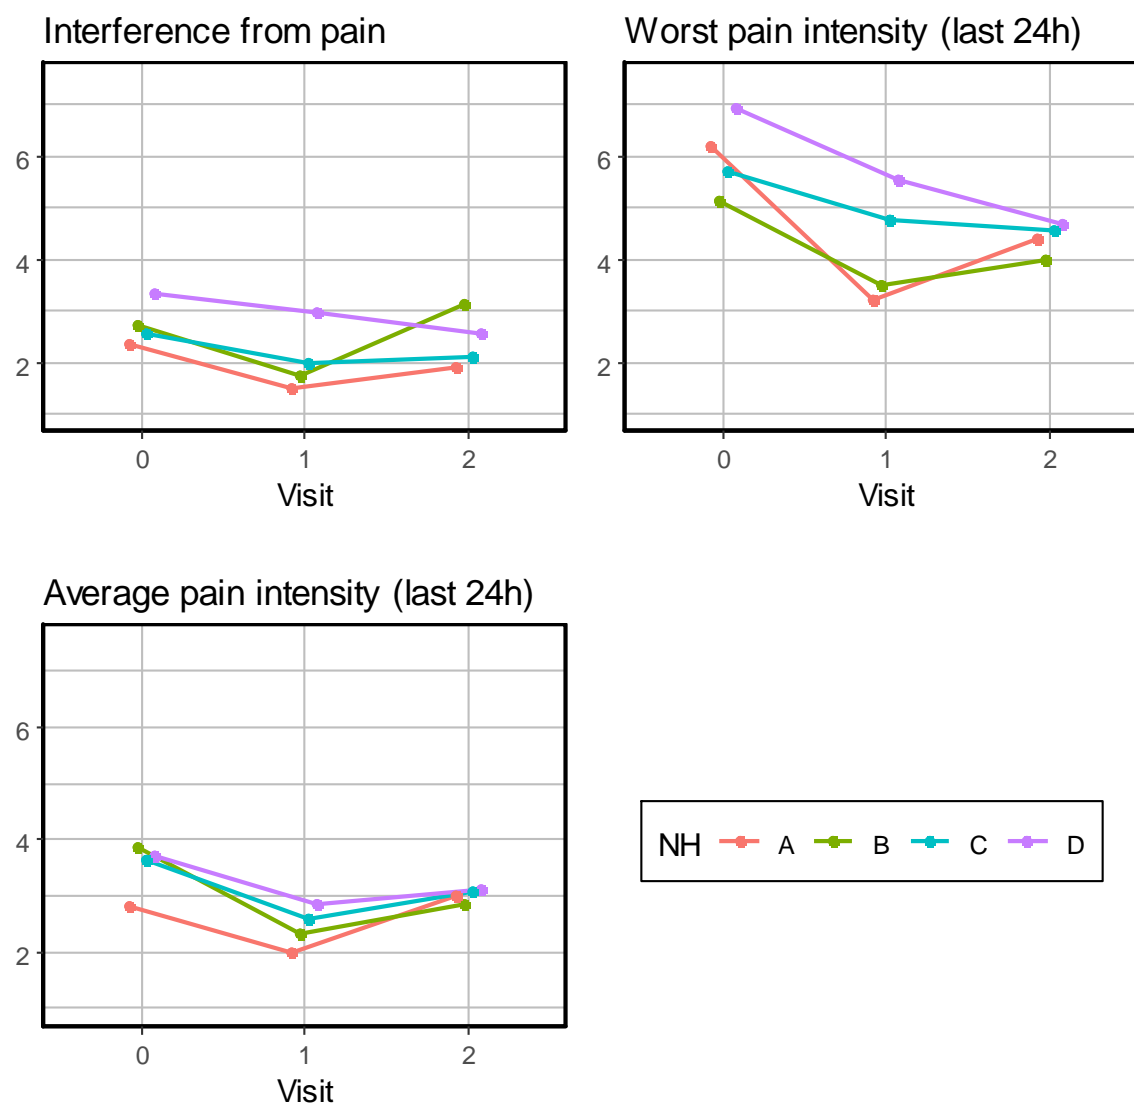 Interference from pain
6
4
2
0 1 2
Visit
Worst pain intensity (last 24h)
6
4
2
0 1 2
Visit
Average pain intensity (last 24h)
6
4
2
0 1 2
Visit
NH A B C D